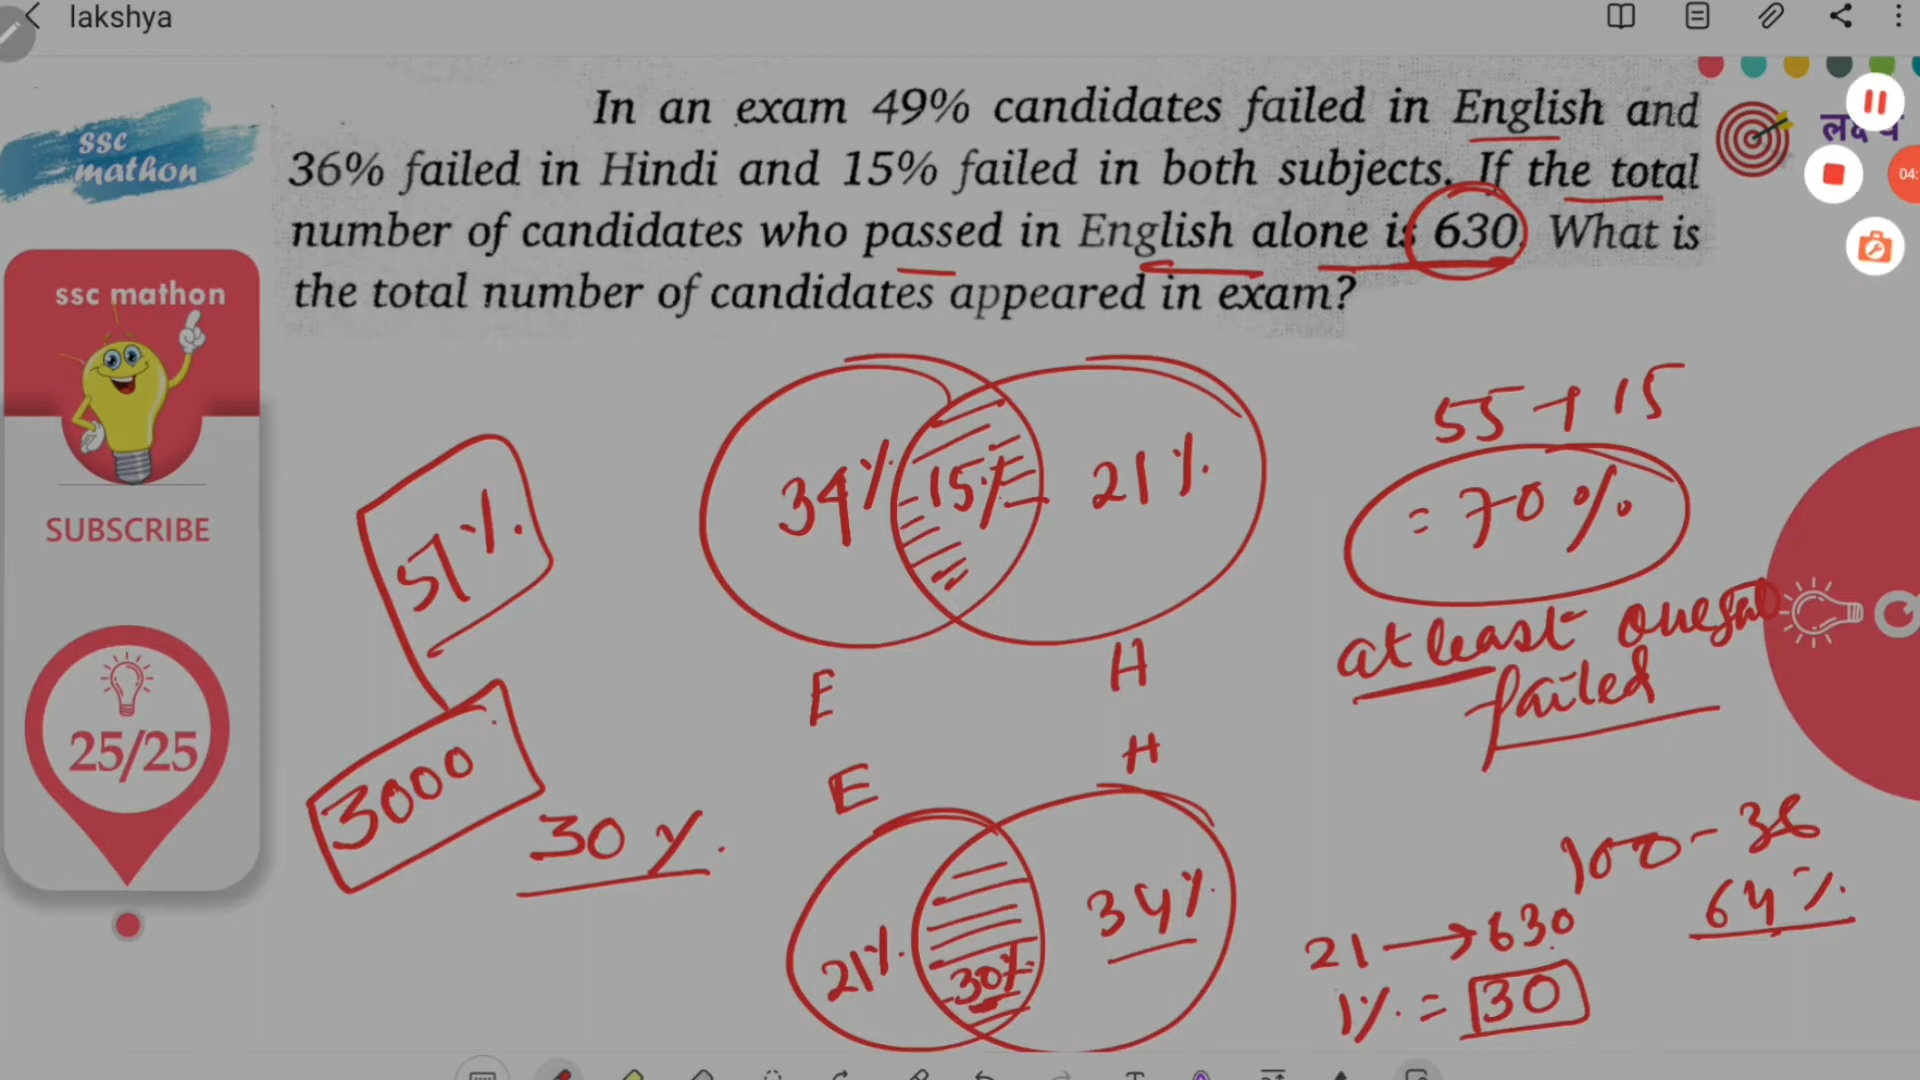 lakshya
In an exam 49% candidates failed in English and
36% failed in Hindi and 15% failed in both subjects. If the total
number of candidates who passed in English alone is 630. What is
the total number of candidates appeared in exam?
ssc
mathon
लक्ष्य
04:
ssc mathon
SUBSCRIBE
25/25
34% 15% 21%
E H
55+15
= 70%
at least one
failed
51%
3000
30%
E H
21% 30% 34%
100-36
64%
21 → 630
1% = 30